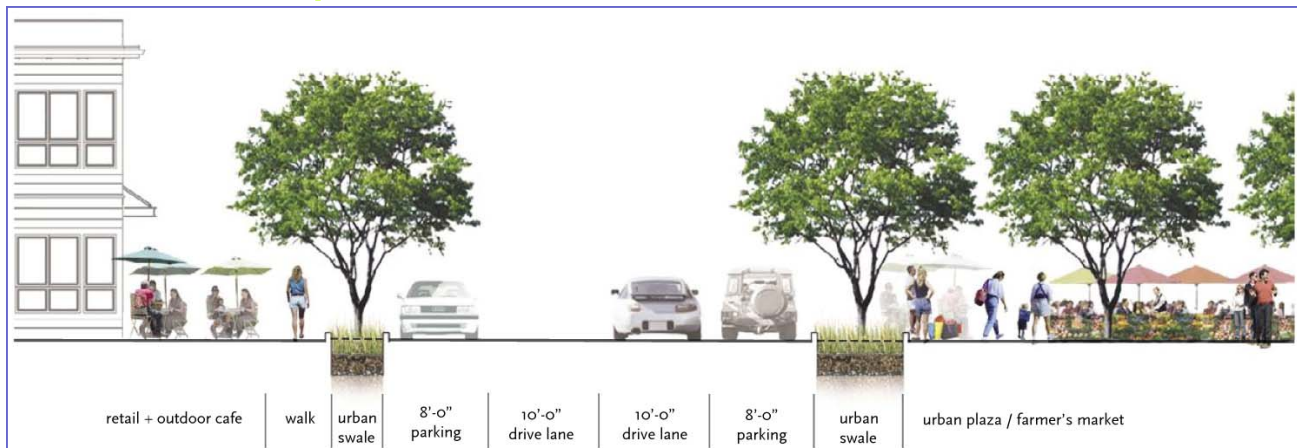 retail + outdoor cafe
walk
urban
swale
8'-0"
parking
10'-0"
drive lane
10'-0"
drive lane
8'-0"
parking
urban
swale
urban plaza / farmer's market